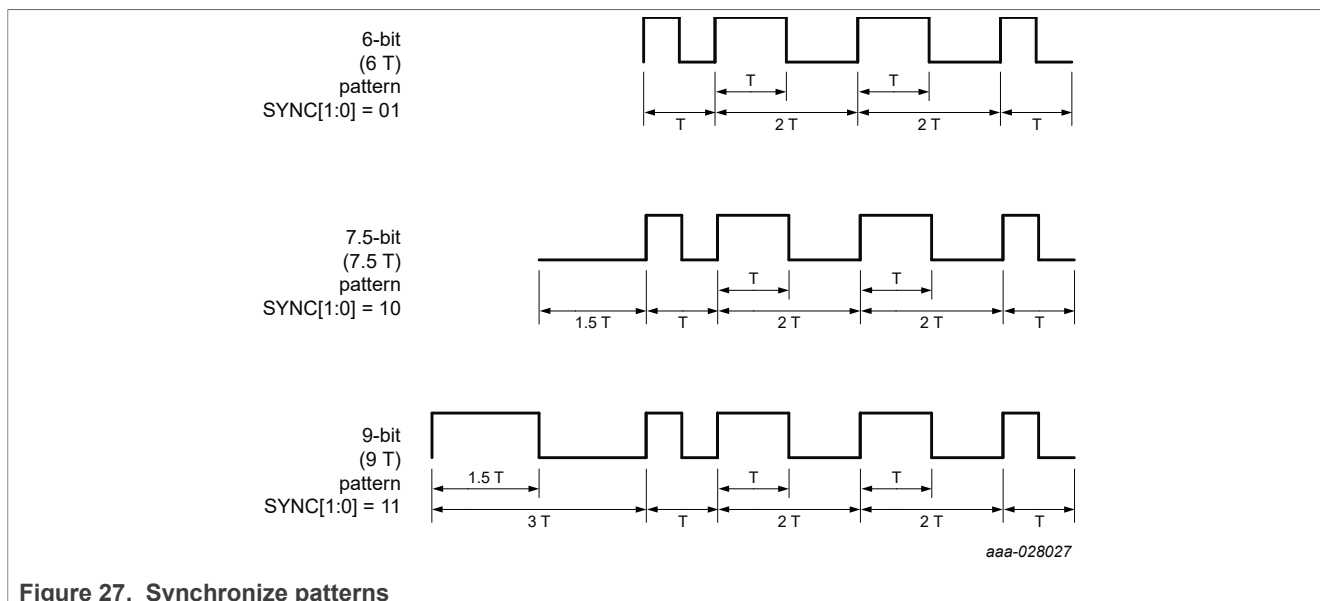 6-bit
(6 T)
pattern
SYNC[1:0] = 01
T
T
T
2 T
2 T
T
7.5-bit
(7.5 T)
pattern
SYNC[1:0] = 10
T
T
1.5 T
T
2 T
2 T
T
9-bit
(9 T)
pattern
SYNC[1:0] = 11
1.5 T
T
T
3 T
T
2 T
2 T
T
aaa-028027
Figure 27. Synchronize patterns